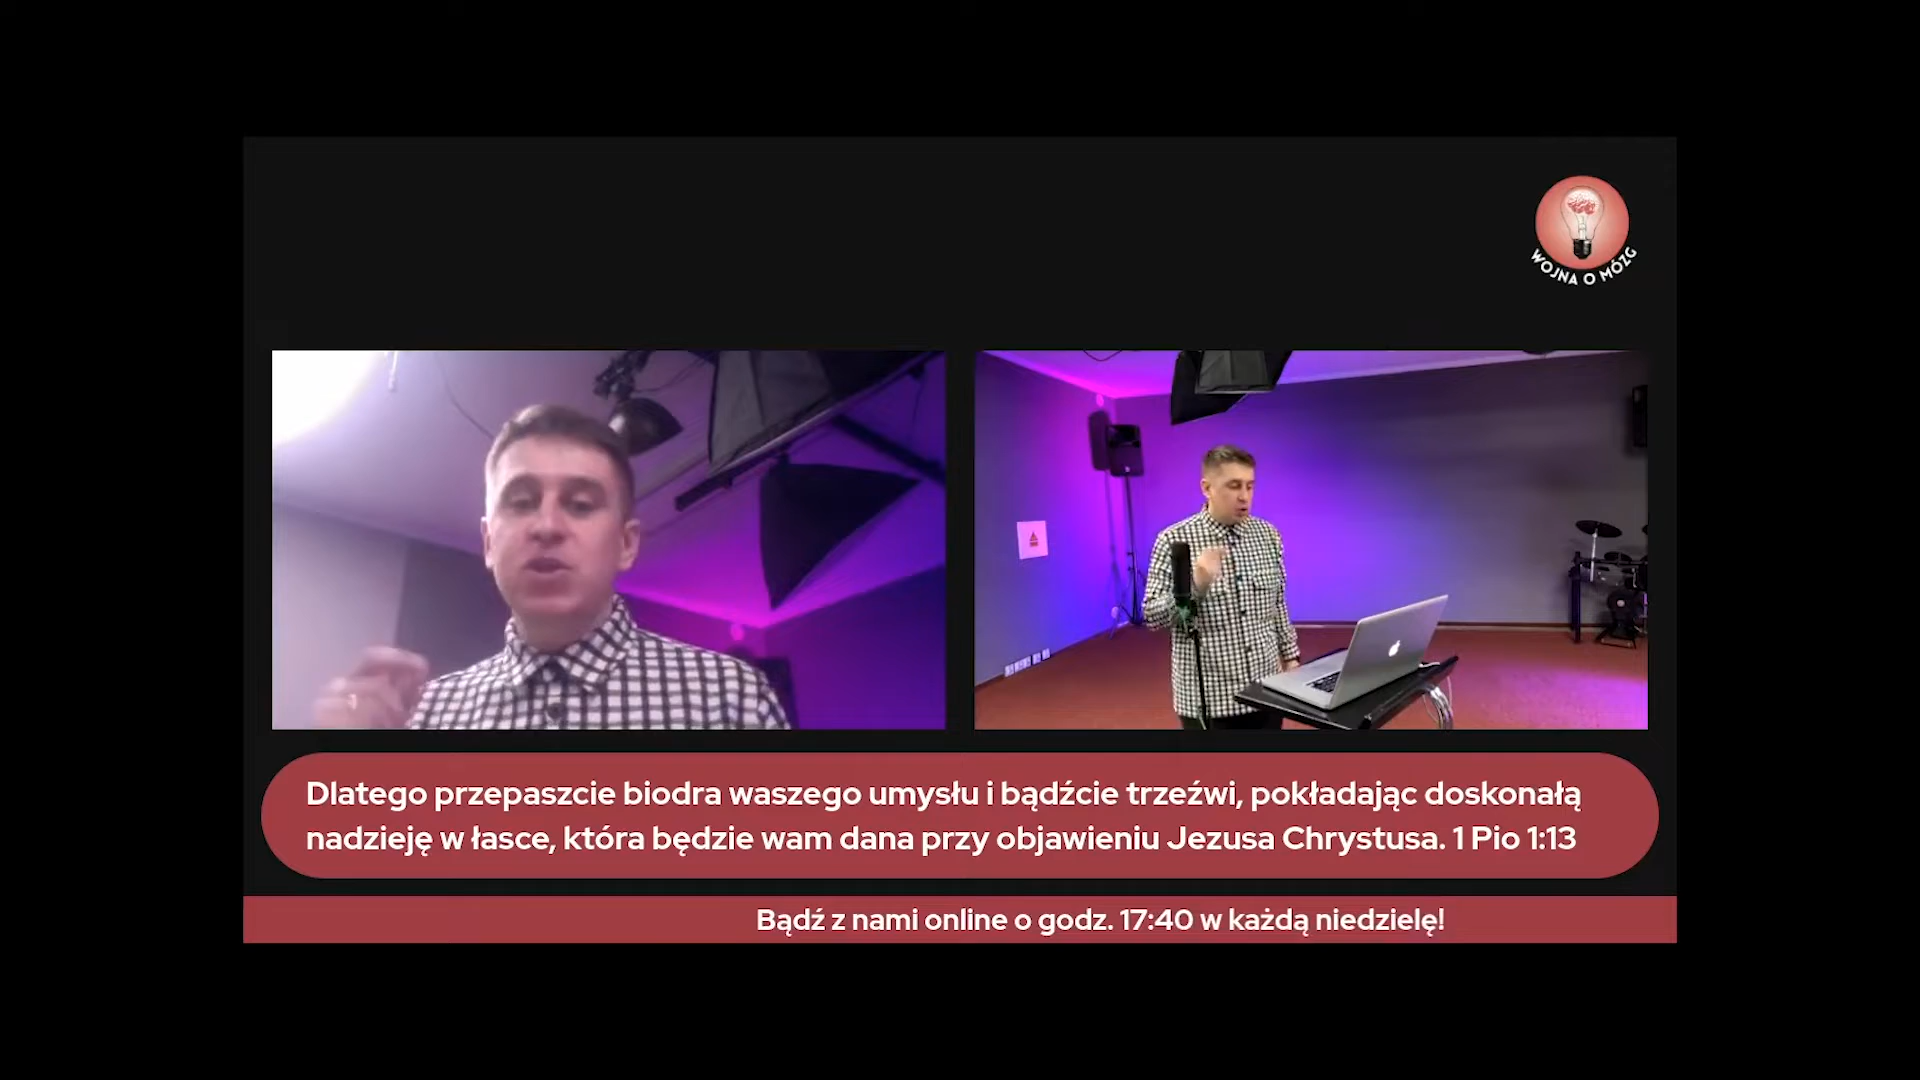 WOJNA O MÓZG
Dlatego przepaszcie biodra waszego umysłu i bądźcie trzeźwi, pokładając doskonałą
nadzieję w łasce, która będzie wam dana przy objawieniu Jezusa Chrystusa. 1 Pio 1:13
Bądź z nami online o godz. 17:40 w każdą niedzielę!